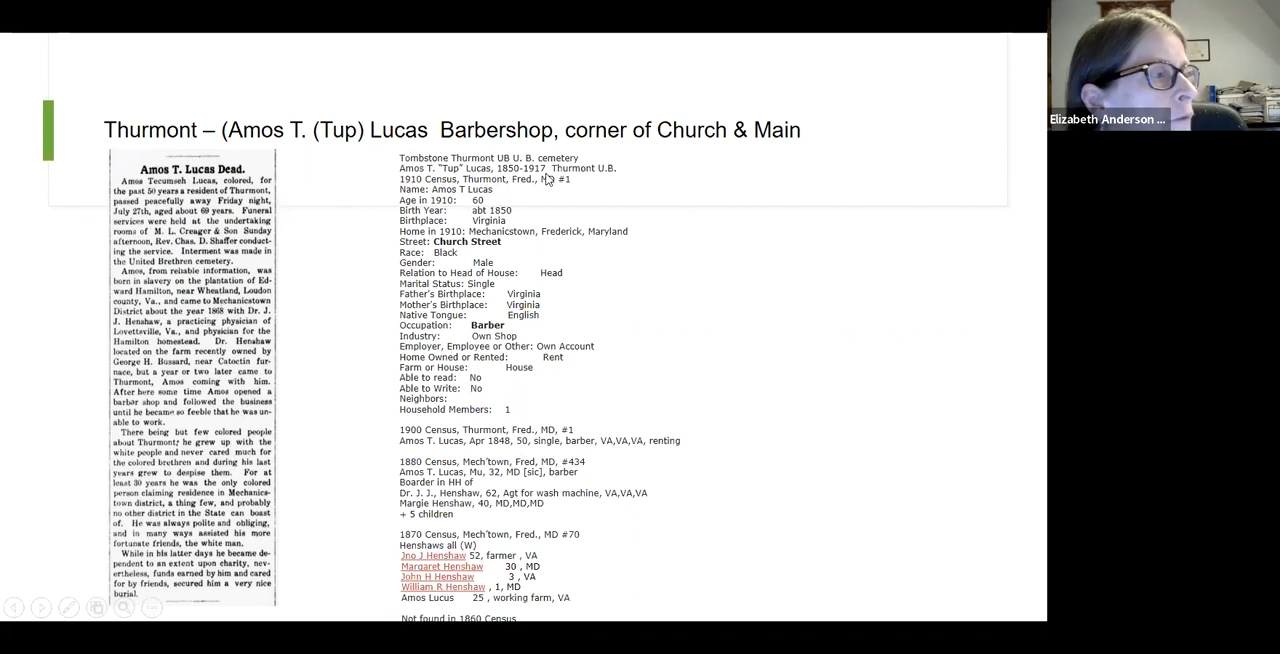 Thurmont – (Amos T. (Tup) Lucas Barbershop, corner of Church & Main
Amos T. Lucas Dead.
Amos Tecumseh Lucas, colored, for
the past 50 years a resident of Thurmont,
passed peacefully away Friday night,
July 27th, aged about 69 years. Funeral
services were held at the undertaking
rooms of M. L. Creager & Son Sunday
afternoon, Rev. Chas. D. Shaffer conduct-
ing the service. Interment was made in
the United Brethren cemetery.
Amos, from reliable information, was
born in slavery on the plantation of Ed-
ward Hamilton, near Wheatland, Loudon
county, Va., and came to Mechanicstown
District about the year 1868 with Dr. J.
J. Henshaw, a practicing physician of
Lovettsville, Va., and physician for the
Hamilton homestead. Dr. Henshaw
located on the farm recently owned by
George H. Bussard, near Catoctin fur-
nace, but a year or two later came to
Thurmont, Amos coming with him.
After here some time Amos opened a
barbor shop and followed the business
until he became so feeble that he was un-
able to work.
There being but few colored people
about Thurmont; he grew up with the
white people and never cared much for
the colored brethren and during his last
years grew to despise them. For at
least 30 years he was the only colored
person claiming residence in Mechanics-
town district, a thing few, and probably
no other district in the State can boast
of. He was always polite and obliging,
and in many ways assisted his more
fortunate friends, the white man.
While in his latter days he became de-
pendent to an extent upon charity, nev-
ertheless, funds earned by him and cared
for by friends, secured him a very nice
burial.
Tombstone Thurmont UB U. B. cemetery
Amos T. "Tup" Lucas, 1850-1917, Thurmont U.B.
1910 Census, Thurmont, Fred., MD #1
Name: Amos T Lucas
Age in 1910: 60
Birth Year: abt 1850
Birthplace: Virginia
Home in 1910: Mechanicstown, Frederick, Maryland
Street: Church Street
Race: Black
Gender: Male
Relation to Head of House: Head
Marital Status: Single
Father's Birthplace: Virginia
Mother's Birthplace: Virginia
Native Tongue: English
Occupation: Barber
Industry: Own Shop
Employer, Employee or Other: Own Account
Home Owned or Rented: Rent
Farm or House: House
Able to read: No
Able to Write: No
Neighbors:
Household Members: 1
1900 Census, Thurmont, Fred, MD, #1
Amos T. Lucas, Apr 1848, 50, single, barber, VA,VA,VA, renting
1880 Census, Mech'town, Fred, MD, #434
Amos T. Lucas, Mu, 32, MD [sic], barber
Boarder in HH of
Dr. J. J., Henshaw, 62, Agt for wash machine, VA,VA,VA
Margie Henshaw, 40, MD,MD,MD
+ 5 children
1870 Census, Mech'town, Fred., MD #70
Henshaws all (W)
Jno J Henshaw 52, farmer , VA
Margaret Henshaw 30 , MD
John H Henshaw 3 , VA
William R Henshaw , 1, MD
Amos Lucus 25 , working farm, VA
Not found in 1860 Census
Elizabeth Anderson ...